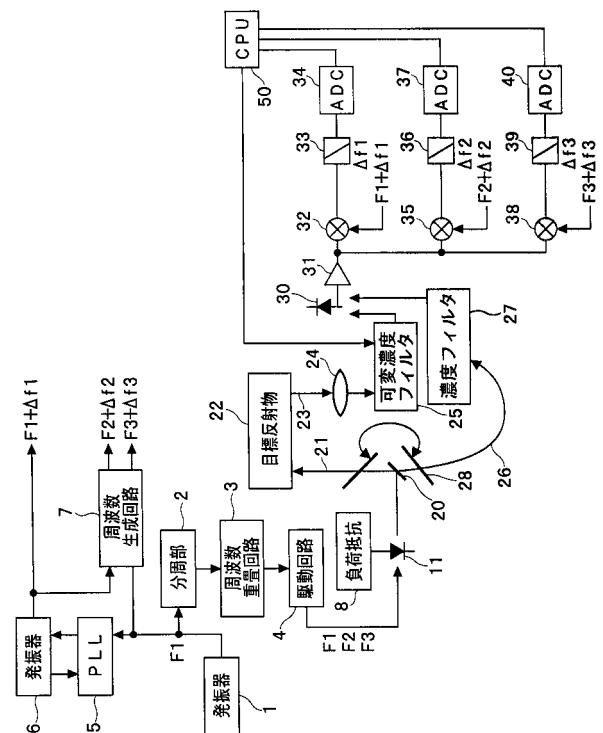 F1+Δf1
F2+Δf2
F3+Δf3
7
周波数
生成回路
発振器
6
PLL
5
F1
発振器
1
2
分周部
3
周波数
重畳回路
4
駆動回路
F1
F2
F3
8
負荷抵抗
11
20
28
26
21
22
目標反射物
23
24
可変濃度
フィルタ
25
濃度フィルタ
27
30
31
32
F1+Δf1
33
Δf1
34
ADC
35
F2+Δf2
36
Δf2
37
ADC
38
F3+Δf3
39
Δf3
40
ADC
CPU
50